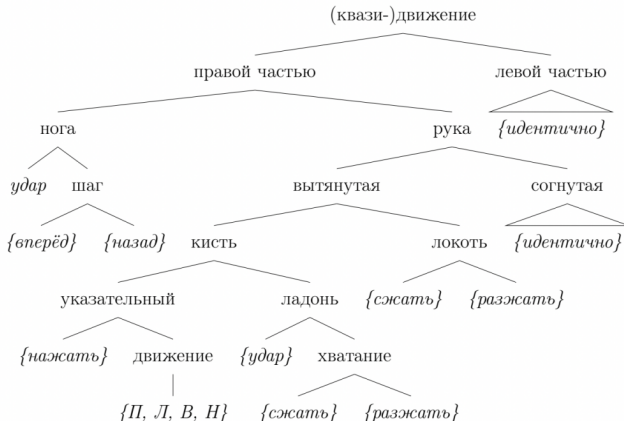 (квази-)движение
правой частью левой частью
нога рука {идентично}
удар шаг вытянутая согнутая
{вперёд} {назад} кисть локоть {идентично}
указательный ладонь {сжать} {разжать}
{нажать} движение {удар} хватание
{П, Л, В, Н} {сжать} {разжать}